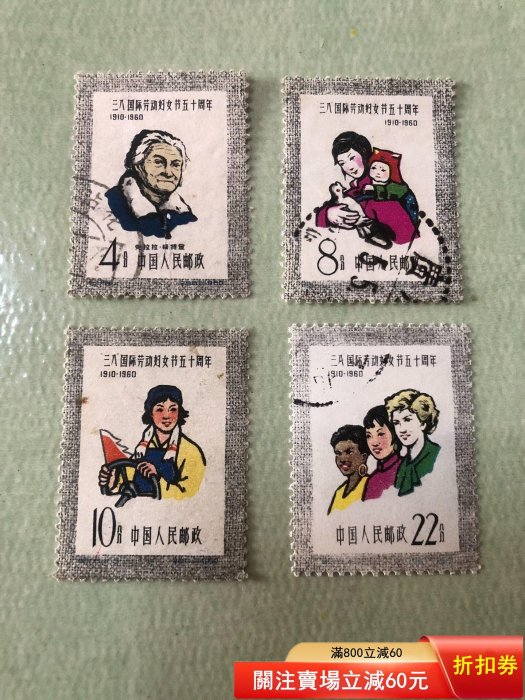 三八国际劳动妇女节五十周年
1910-1960
克拉拉·蔡特金
4分 中国人民邮政
三八国际劳动妇女节五十周年
1910-1960
8分 中国人民邮政
三八国际劳动妇女节五十周年
1910-1960
10分 中国人民邮政
三八国际劳动妇女节五十周年
1910-1960
中国人民邮政 22分
滿800立減60
關注賣場立減60元
折扣券